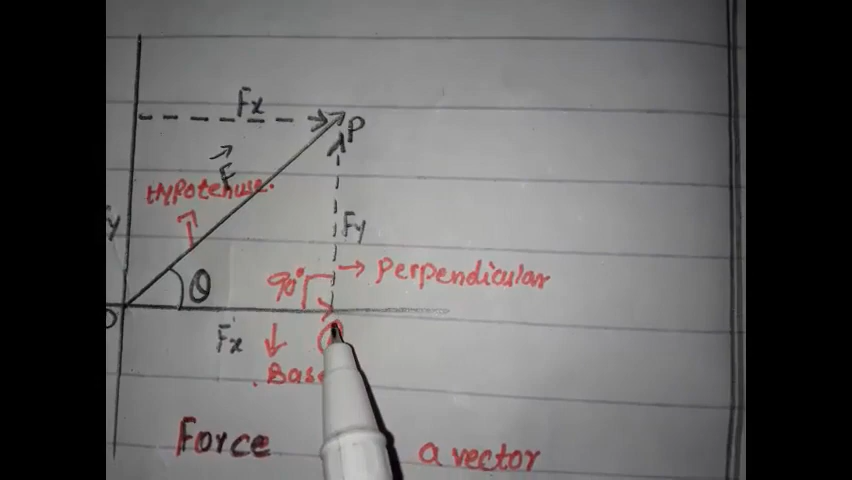 Fx
P
F
Hypotenuse.
Fy
Perpendicular
90°
θ
Fx
Force
a vector